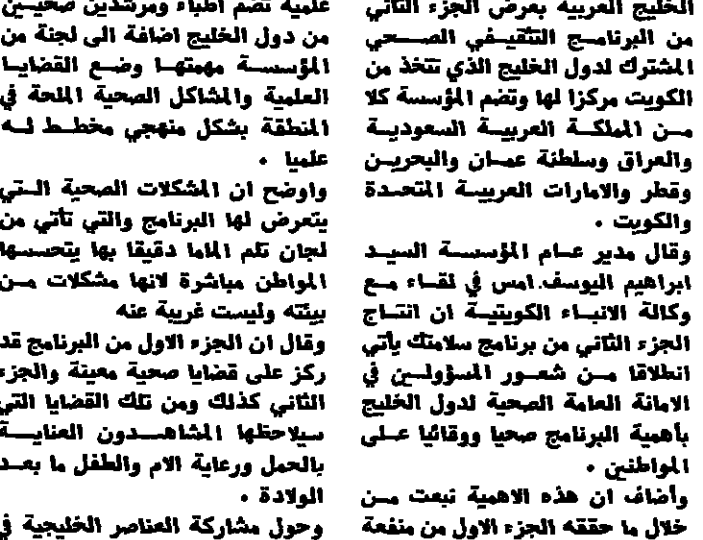 الخليج العربية بعرض الجزء الثاني
من البرنامج التثقيفي الصحي
المشترك لدول الخليج الذي تتخذ من
الكويت مركزا لها وتضم المؤسسة كلا
من المملكة العربية السعودية
والعراق وسلطنة عمان والبحرين
وقطر والامارات العربية المتحدة
والكويت .
وقال مدير عام المؤسسة السيد
ابراهيم اليوسف امس في لقاء مع
وكالة الانباء الكويتية ان انتاج
الجزء الثاني من برنامج سلامتك يأتي
انطلاقا من شعور المسؤولين في
الامانة العامة الصحية لدول الخليج
بأهمية البرنامج صحيا ووقائيا على
المواطنين .
وأضاف ان هذه الاهمية نبعت من
خلال ما حققه الجزء الاول من منفعة
علمية تضم اطباء ومرشدين صحيين
من دول الخليج اضافة الى لجنة من
المؤسسة مهمتها وضع القضايا
العلمية والمشاكل الصحية الملحة في
المنطقة بشكل منهجي مخطط له
علميا .
واوضح ان المشكلات الصحية التي
يتعرض لها البرنامج والتي تأتي من
لجان تلم الماما دقيقا بها يتحسسها
المواطن مباشرة لانها مشكلات من
بيئته وليست غريبة عنه
وقال ان الجزء الاول من البرنامج قد
ركز على قضايا صحية معينة والجزء
الثاني كذلك ومن تلك القضايا التي
سيلاحظها المشاهدون العناية
بالحمل ورعاية الام والطفل ما بعد
الولادة .
وحول مشاركة العناصر الخليجية في